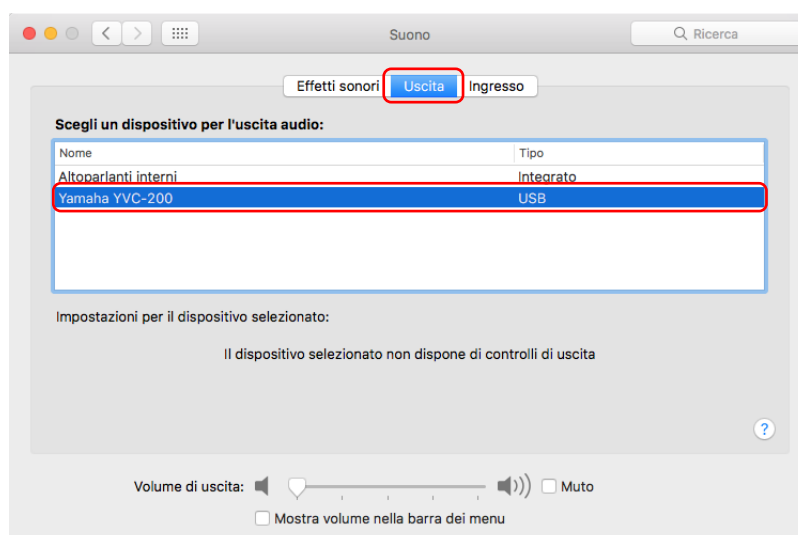 Suono
Ricerca
Effetti sonori Uscita Ingresso
Scegli un dispositivo per l'uscita audio:
Nome Tipo
Altoparlanti interni Integrato
Yamaha YVC-200 USB
Impostazioni per il dispositivo selezionato:
Il dispositivo selezionato non dispone di controlli di uscita
?
Volume di uscita: Muto
Mostra volume nella barra dei menu